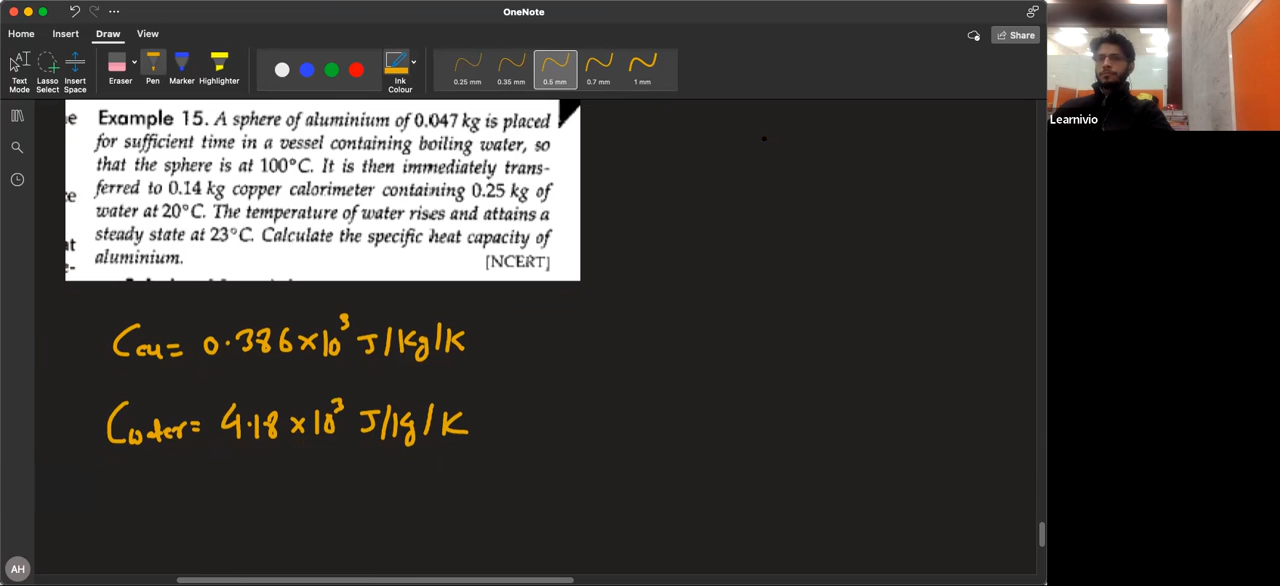 OneNote
Home Insert Draw View
Share
Text Mode
Lasso Select
Insert Space
Eraser
Pen
Marker
Highlighter
Ink Colour
0.25 mm
0.35 mm
0.5 mm
0.7 mm
1 mm
Learnivio
Example 15. A sphere of aluminium of 0.047 kg is placed
for sufficient time in a vessel containing boiling water, so
that the sphere is at 100°C. It is then immediately trans-
ferred to 0.14 kg copper calorimeter containing 0.25 kg of
water at 20°C. The temperature of water rises and attains a
steady state at 23°C. Calculate the specific heat capacity of
aluminium. [NCERT]
Ccu = 0.386×10³ J/Kg/K
Cwater = 4.18×10³ J/Kg/K
AH